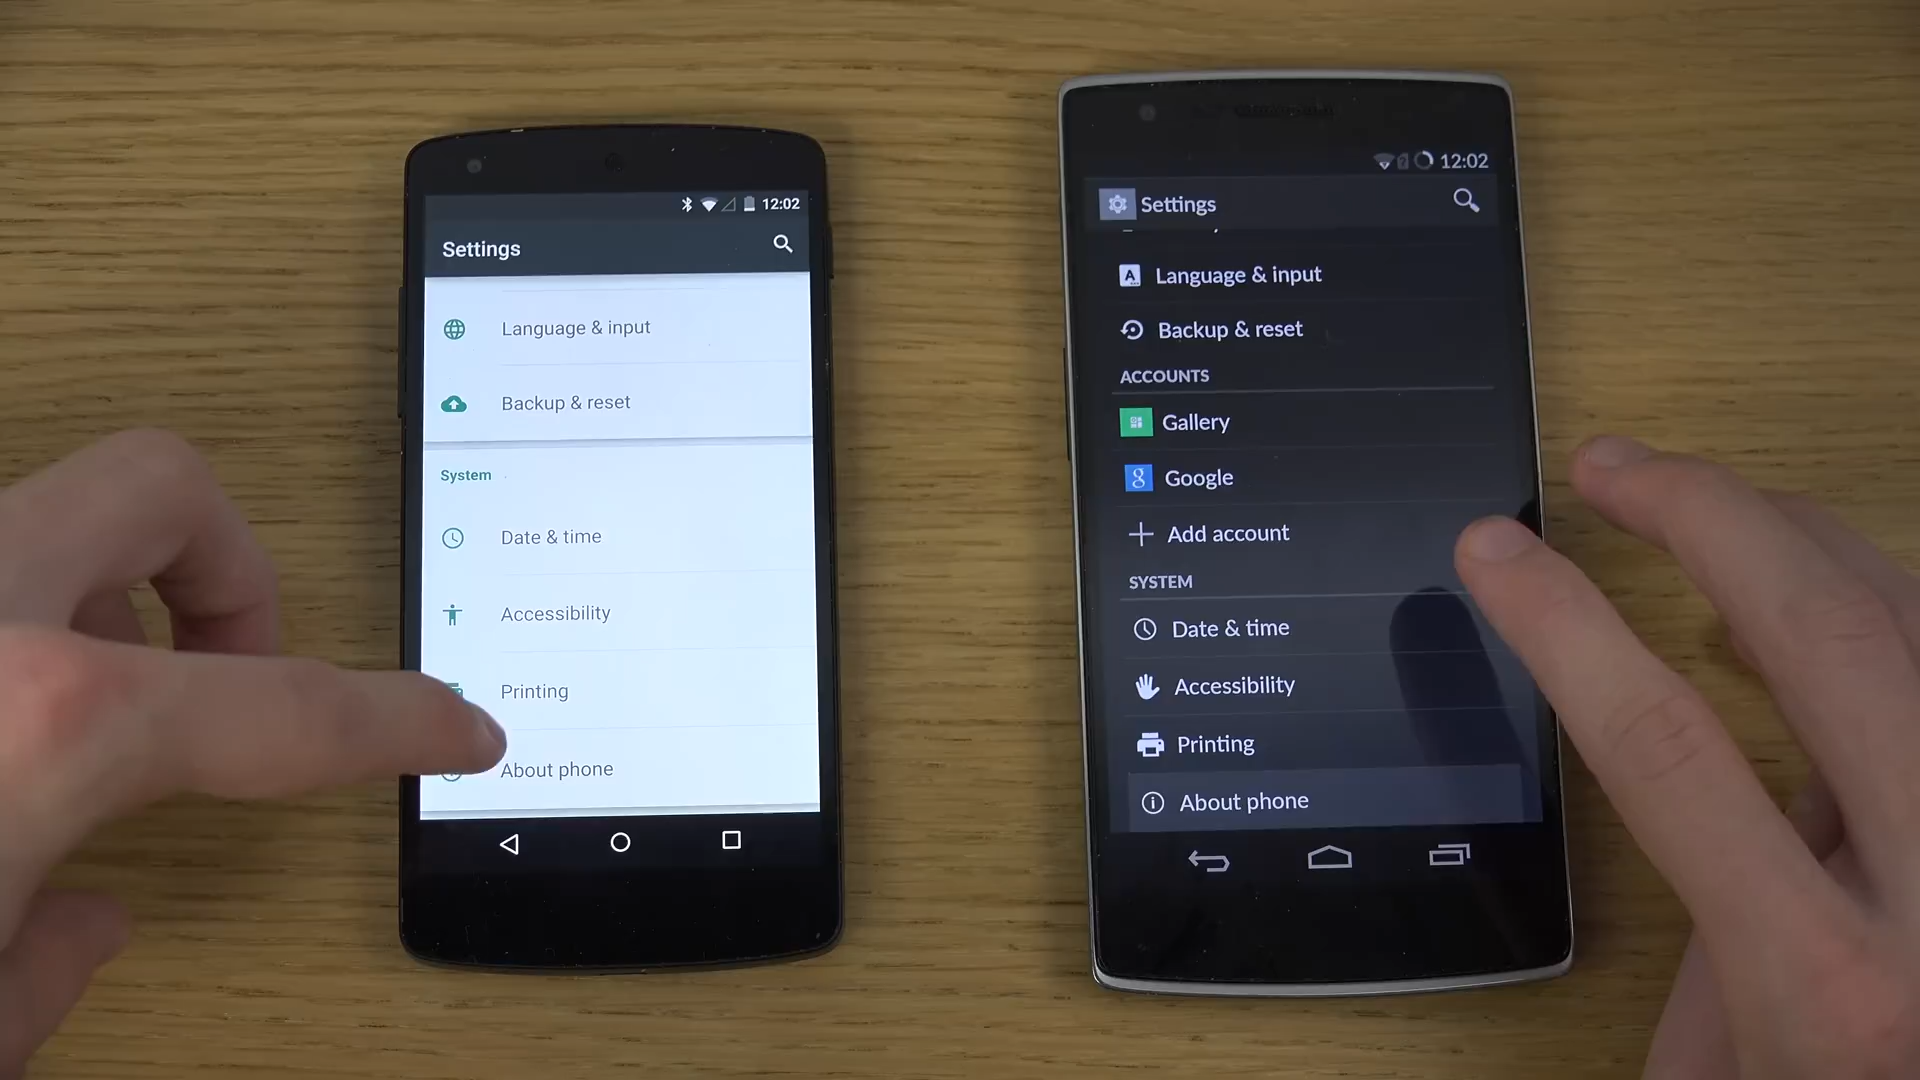 12:02
Settings
Language & input
Backup & reset
System
Date & time
Accessibility
Printing
About phone
12:02
Settings
Language & input
Backup & reset
ACCOUNTS
Gallery
g
Google
Add account
SYSTEM
Date & time
Accessibility
Printing
About phone